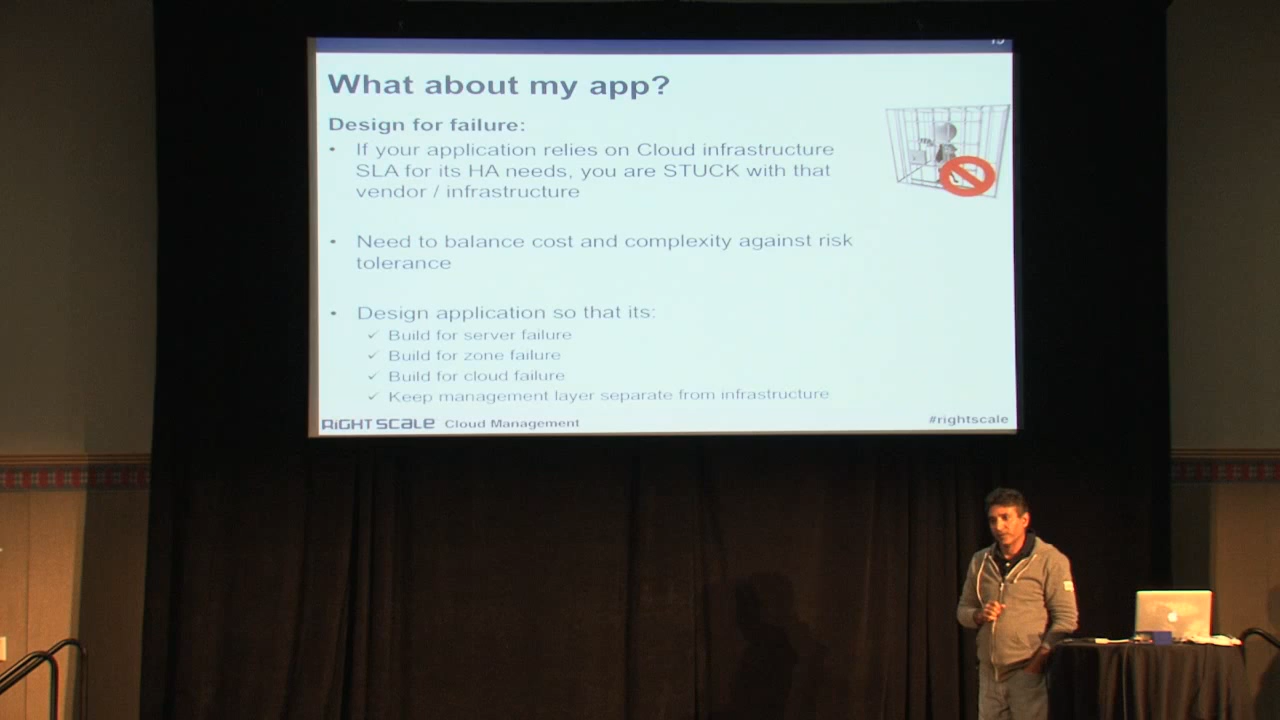 15
What about my app?
Design for failure:
• If your application relies on Cloud infrastructure
SLA for its HA needs, you are STUCK with that
vendor / infrastructure
• Need to balance cost and complexity against risk
tolerance
• Design application so that its:
✓ Build for server failure
✓ Build for zone failure
✓ Build for cloud failure
✓ Keep management layer separate from infrastructure
RIGHTSCALE Cloud Management
#rightscale